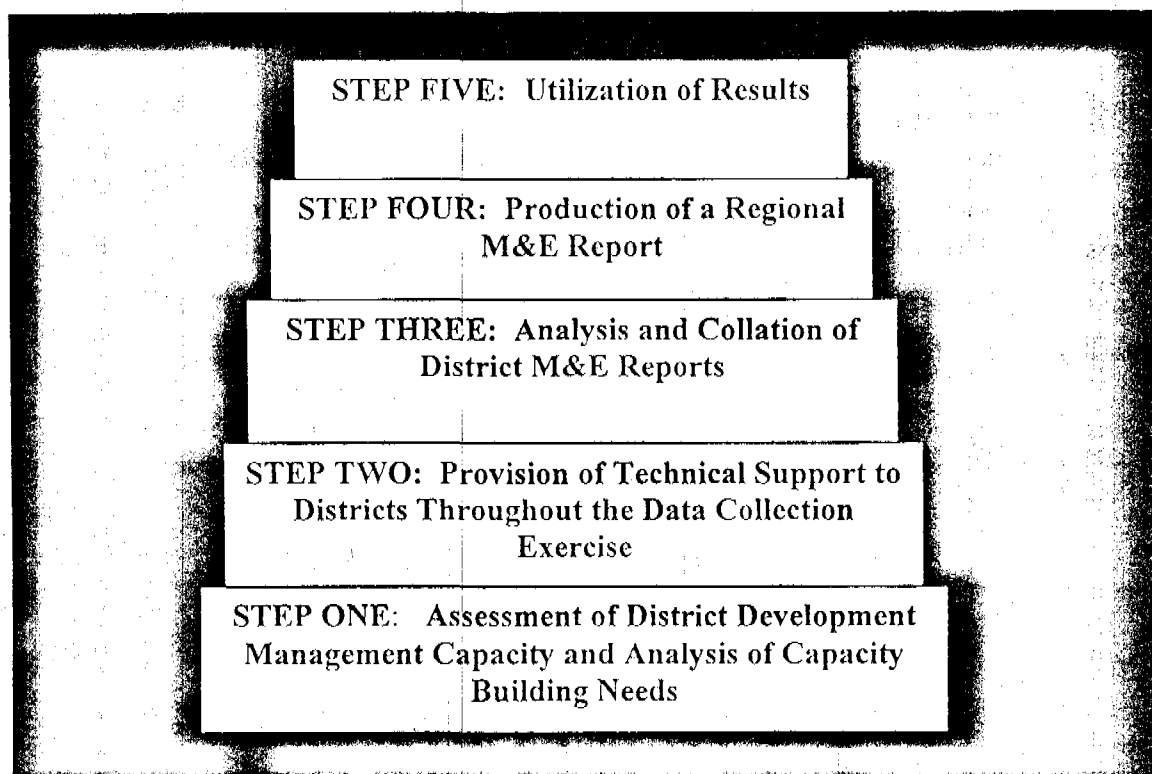 STEP FIVE: Utilization of Results
STEP FOUR: Production of a Regional
M&E Report
STEP THREE: Analysis and Collation of
District M&E Reports
STEP TWO: Provision of Technical Support to
Districts Throughout the Data Collection
Exercise
STEP ONE: Assessment of District Development
Management Capacity and Analysis of Capacity
Building Needs